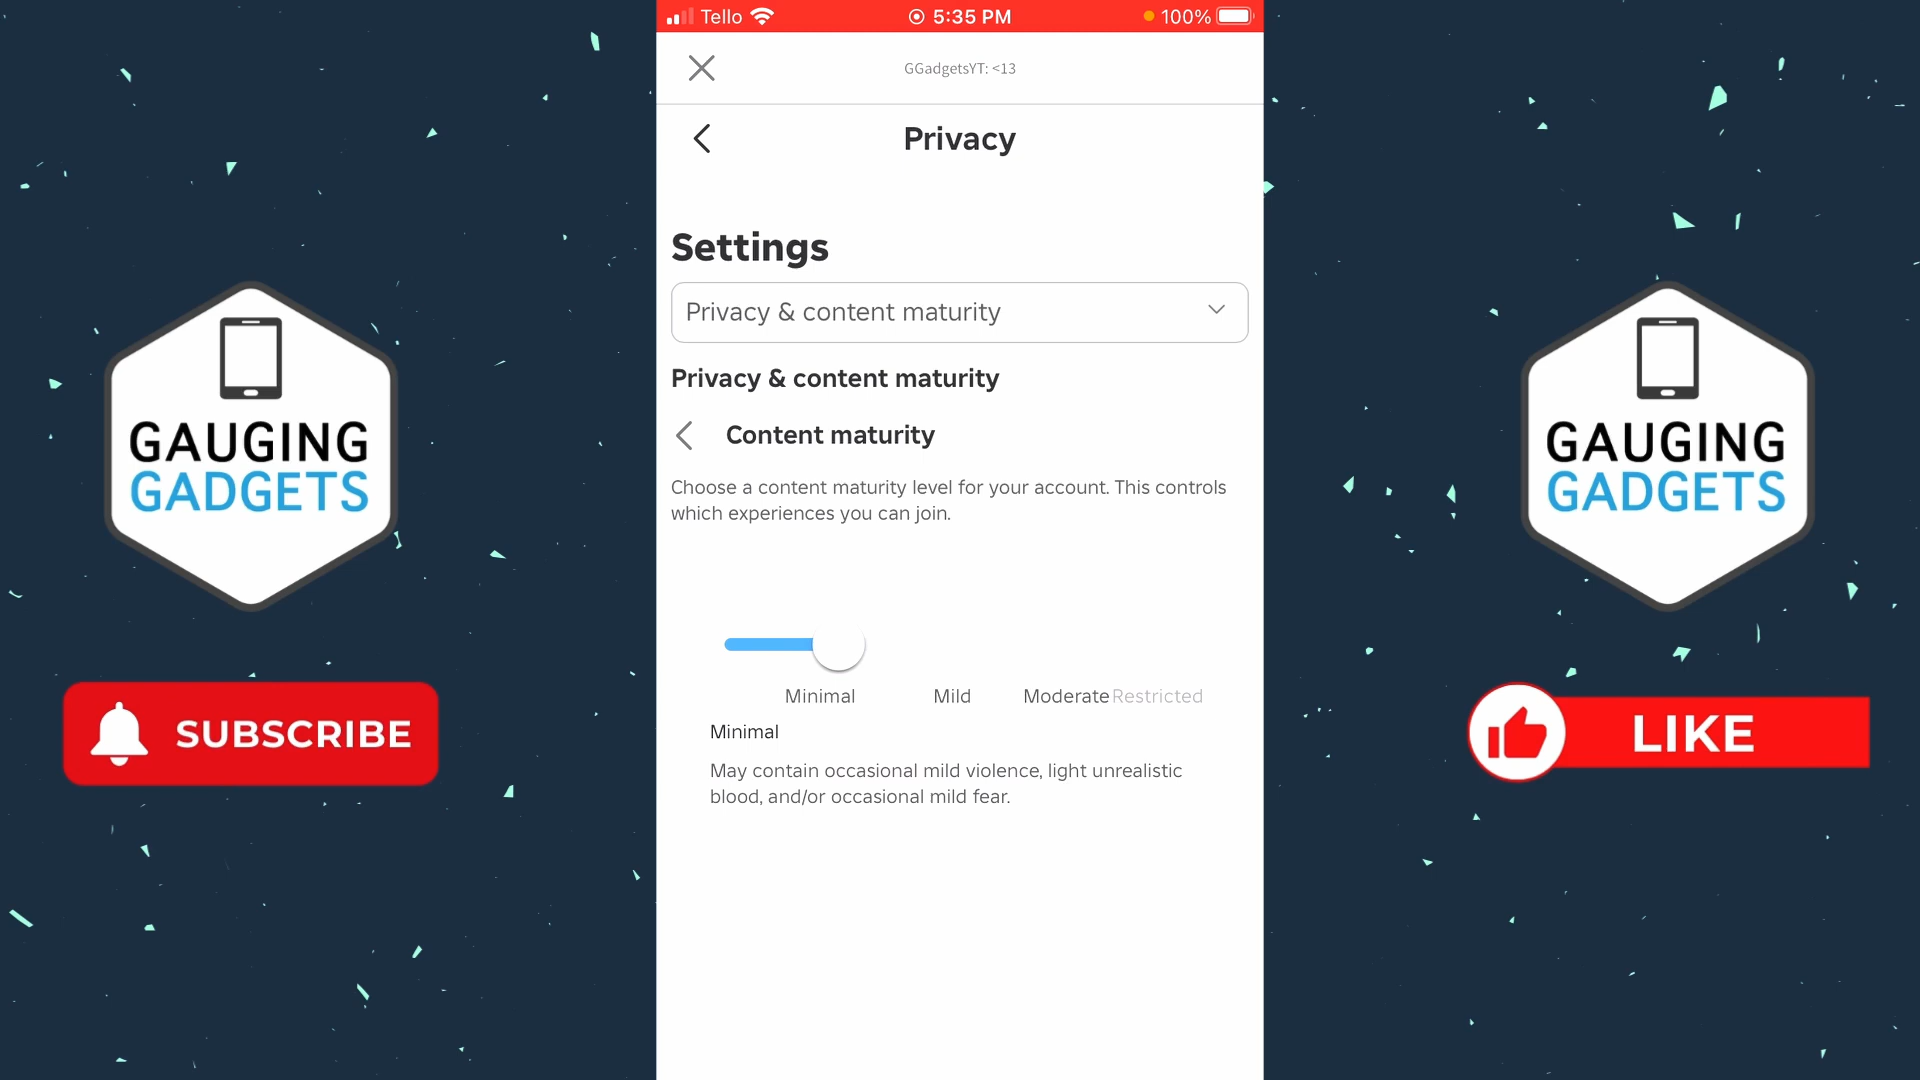 Tello
5:35 PM
100%
GGadgetsYT: <13
Privacy
Settings
Privacy & content maturity
Privacy & content maturity
Content maturity
Choose a content maturity level for your account. This controls
which experiences you can join.
Minimal Mild Moderate Restricted
Minimal
May contain occasional mild violence, light unrealistic
blood, and/or occasional mild fear.
GAUGING
GADGETS
SUBSCRIBE
GAUGING
GADGETS
LIKE